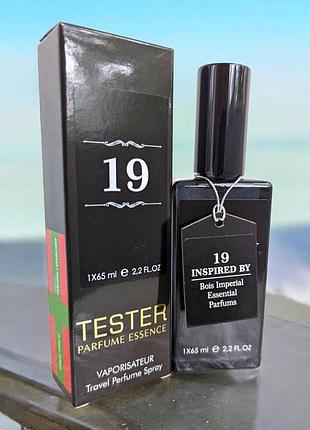 19
1X65 ml ℮ 2.2 FL.OZ
TESTER
PARFUME ESSENCE
VAPORISATEUR
Travel Perfume Spray
19
INSPIRED BY
Bois Imperial
Essential
Parfums
1X65 ml ℮ 2.2 FL.OZ